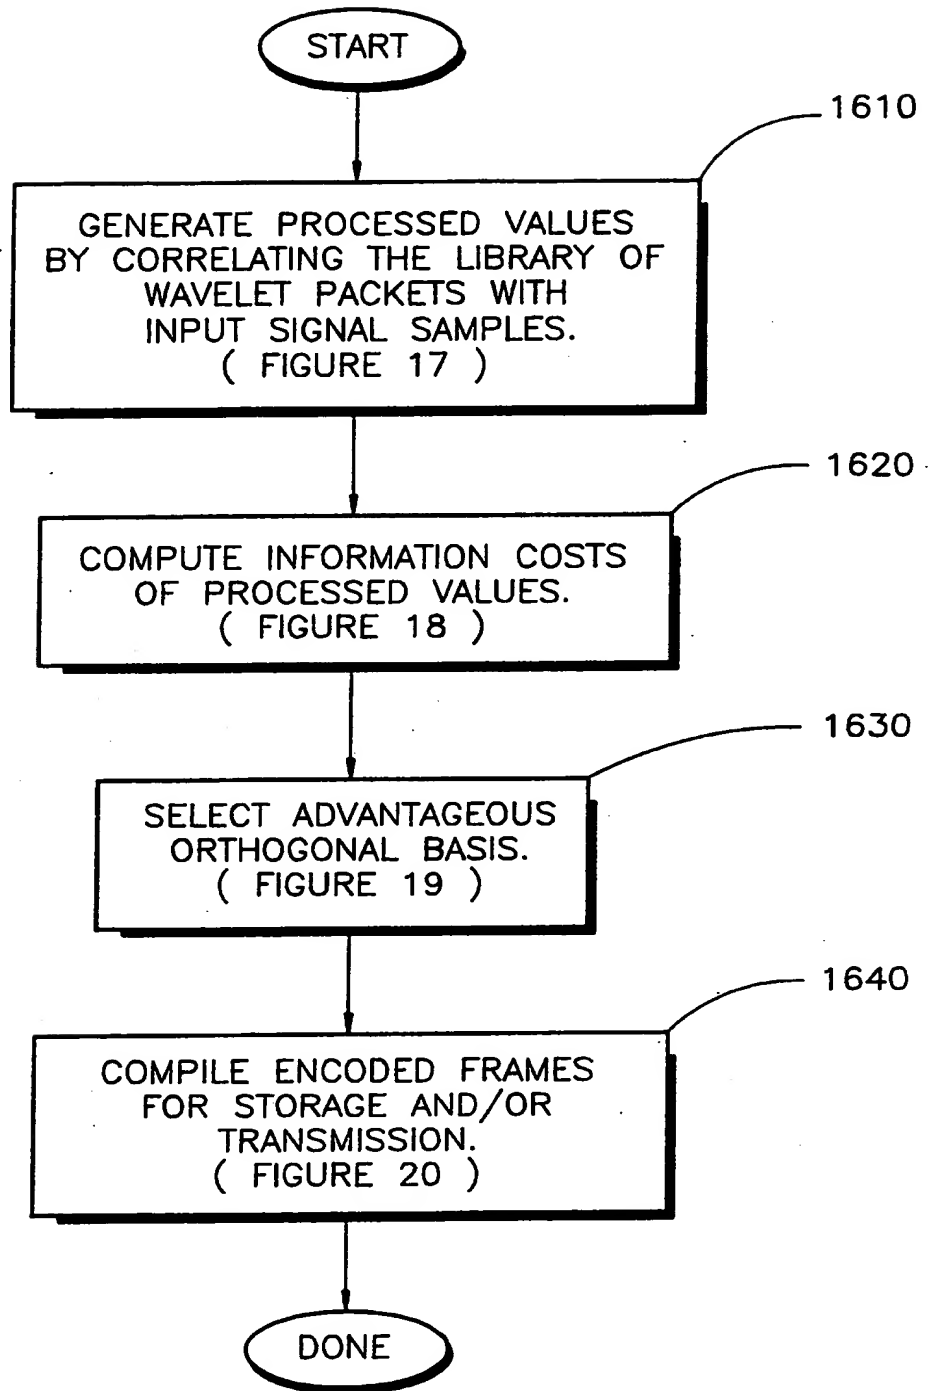 START
1610
GENERATE PROCESSED VALUES
BY CORRELATING THE LIBRARY OF
WAVELET PACKETS WITH
INPUT SIGNAL SAMPLES.
( FIGURE 17 )
1620
COMPUTE INFORMATION COSTS
OF PROCESSED VALUES.
( FIGURE 18 )
1630
SELECT ADVANTAGEOUS
ORTHOGONAL BASIS.
( FIGURE 19 )
1640
COMPILE ENCODED FRAMES
FOR STORAGE AND/OR
TRANSMISSION.
( FIGURE 20 )
DONE